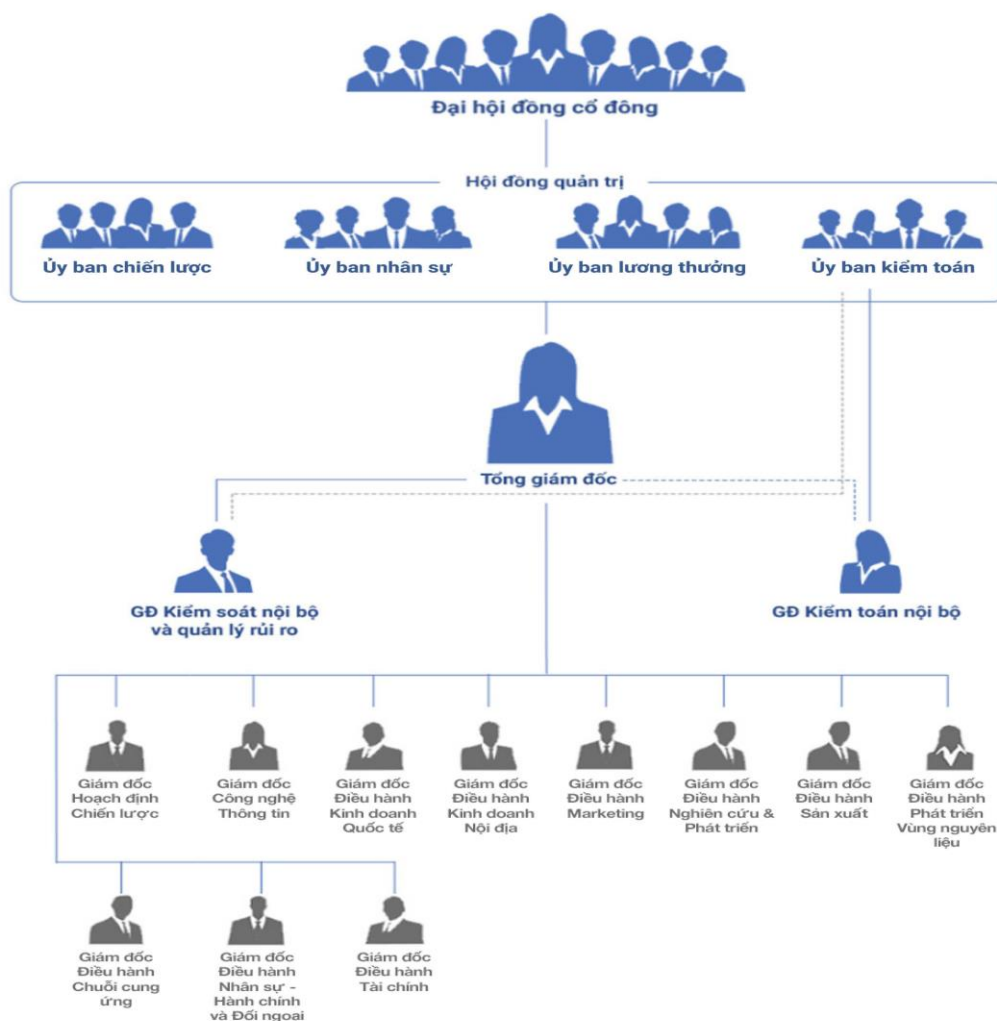 Đại hội đồng cổ đông
Hội đồng quản trị
Ủy ban chiến lược
Ủy ban nhân sự
Ủy ban lương thưởng
Ủy ban kiểm toán
Tổng giám đốc
GĐ Kiểm soát nội bộ
và quản lý rủi ro
GĐ Kiểm toán nội bộ
Giám đốc
Hoạch định
Chiến lược
Giám đốc
Công nghệ
Thông tin
Giám đốc
Điều hành
Kinh doanh
Quốc tế
Giám đốc
Điều hành
Kinh doanh
Nội địa
Giám đốc
Điều hành
Marketing
Giám đốc
Điều hành
Nghiên cứu &
Phát triển
Giám đốc
Điều hành
Sản xuất
Giám đốc
Điều hành
Phát triển
Vùng nguyên
liệu
Giám đốc
Điều hành
Chuỗi cung
ứng
Giám đốc
Điều hành
Nhân sự -
Hành chính
và Đối ngoại
Giám đốc
Điều hành
Tài chính